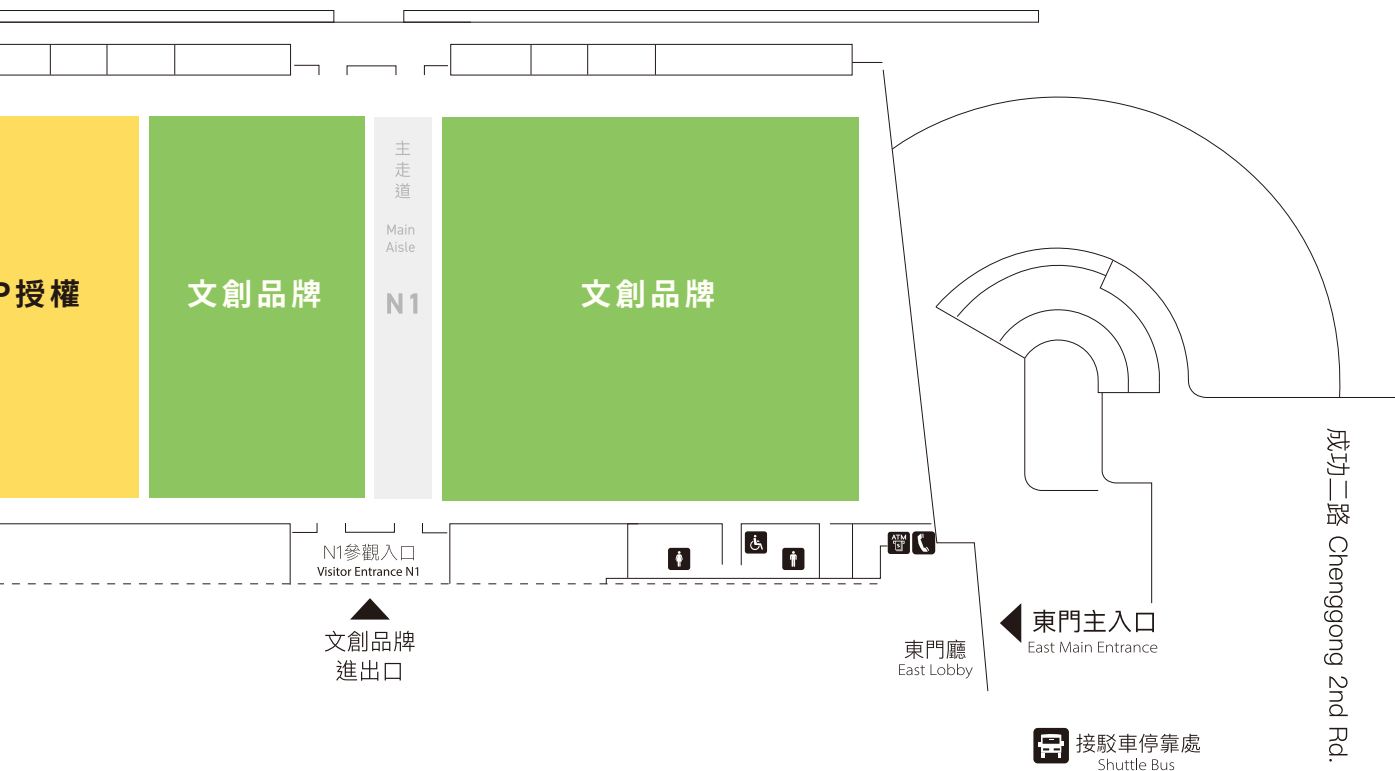 主走道
Main
Aisle
N1
P授權
文創品牌
文創品牌
N1參觀入口
Visitor Entrance N1
文創品牌
進出口
ATM
$
東門廳
East Lobby
東門主入口
East Main Entrance
接駁車停靠處
Shuttle Bus
成功二路 Chenggong 2nd Rd.